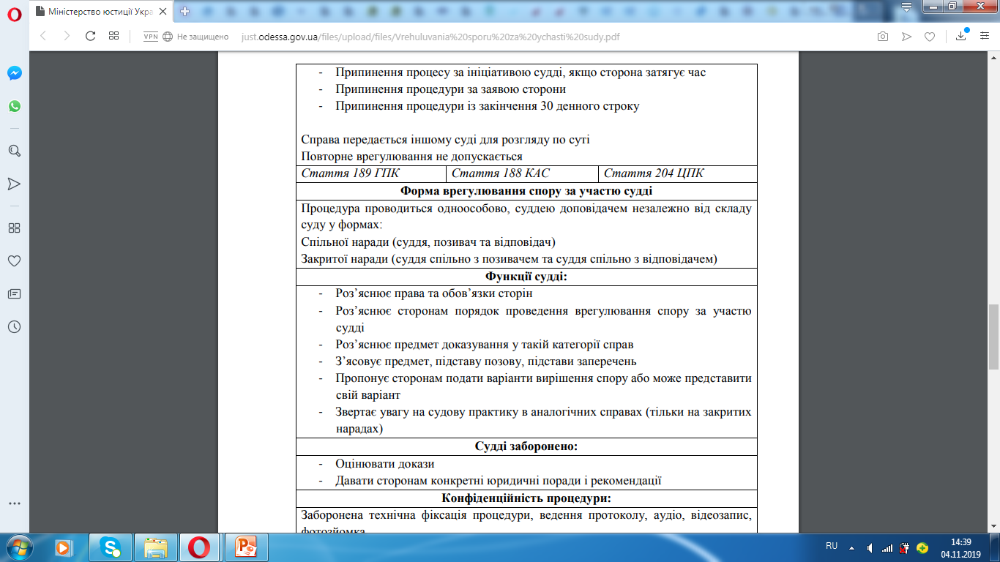 Міністерство юстиції Укра
VPN Не защищено just.odessa.gov.ua/files/upload/files/Vrehuluvania%20sporu%20za%20ychasti%20sudy.pdf
- Припинення процесу за ініціативою судді, якщо сторона затягує час
- Припинення процедури за заявою сторони
- Припинення процедури із закінчення 30 денного строку
Справа передається іншому суді для розгляду по суті
Повторне врегулювання не допускається
Стаття 189 ГПК Стаття 188 КАС Стаття 204 ЦПК
Форма врегулювання спору за участю судді
Процедура проводиться одноособово, суддею доповідачем незалежно від складу
суду у формах:
Спільної наради (суддя, позивач та відповідач)
Закритої наради (суддя спільно з позивачем та суддя спільно з відповідачем)
Функції судді:
- Роз’яснює права та обов’язки сторін
- Роз’яснює сторонам порядок проведення врегулювання спору за участю
судді
- Роз’яснює предмет доказування у такій категорії справ
- З’ясовує предмет, підставу позову, підстави заперечень
- Пропонує сторонам подати варіанти вирішення спору або може представити
свій варіант
- Звертає увагу на судову практику в аналогічних справах (тільки на закритих
нарадах)
Судді заборонено:
- Оцінювати докази
- Давати сторонам конкретні юридичні поради і рекомендації
Конфіденційність процедури:
Заборонена технічна фіксація процедури, ведення протоколу, аудіо, відеозапис,
фотозйомка
RU 14:39
04.11.2019